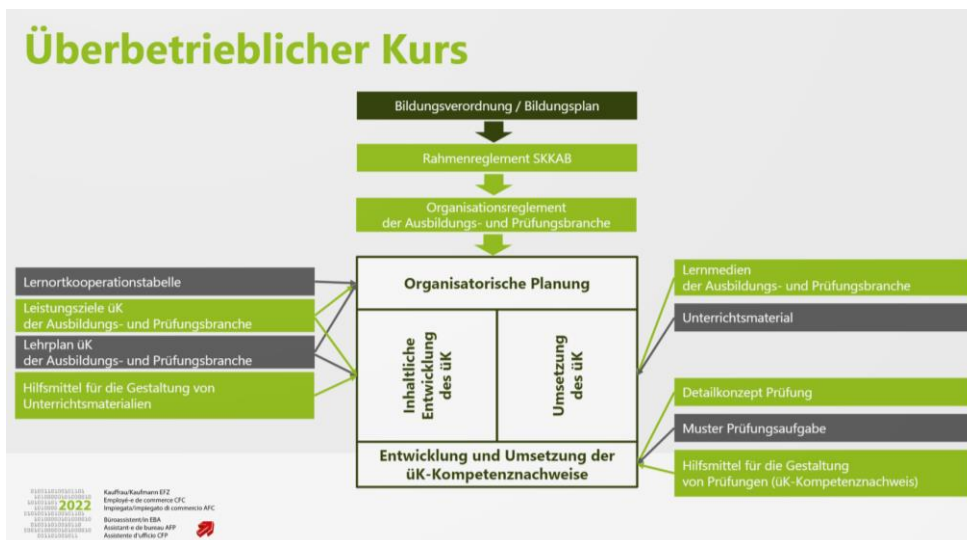 Überbetrieblicher Kurs
Bildungsverordnung / Bildungsplan
Rahmenreglement SKKAB
Organisationsreglement
der Ausbildungs- und Prüfungsbranche
Lernortkooperationstabelle
Leistungsziele üK
der Ausbildungs- und Prüfungsbranche
Lehrplan üK
der Ausbildungs- und Prüfungsbranche
Hilfsmittel für die Gestaltung von
Unterrichtsmaterialien
Organisatorische Planung
Inhaltliche
Entwicklung
des üK
Umsetzung
des üK
Entwicklung und Umsetzung der
üK-Kompetenznachweise
Lernmedien
der Ausbildungs- und Prüfungsbranche
Unterrichtsmaterial
Detailkonzept Prüfung
Muster Prüfungsaufgabe
Hilfsmittel für die Gestaltung
von Prüfungen (üK-Kompetenznachweis)
2022
Kauffrau/Kaufmann EFZ
Employé-e de commerce CFC
Impiegata/Impiegato di commercio AFC
Büroassistent/in EBA
Assistant-e de bureau AFP
Assistente d'ufficio CFP